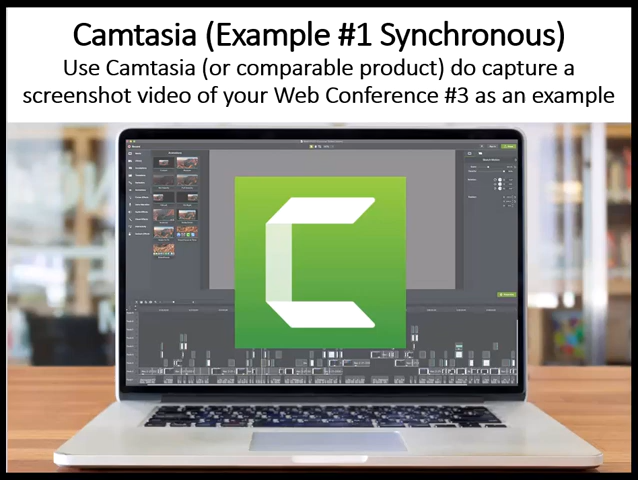 Camtasia (Example #1 Synchronous)
Use Camtasia (or comparable product) do capture a
screenshot video of your Web Conference #3 as an example